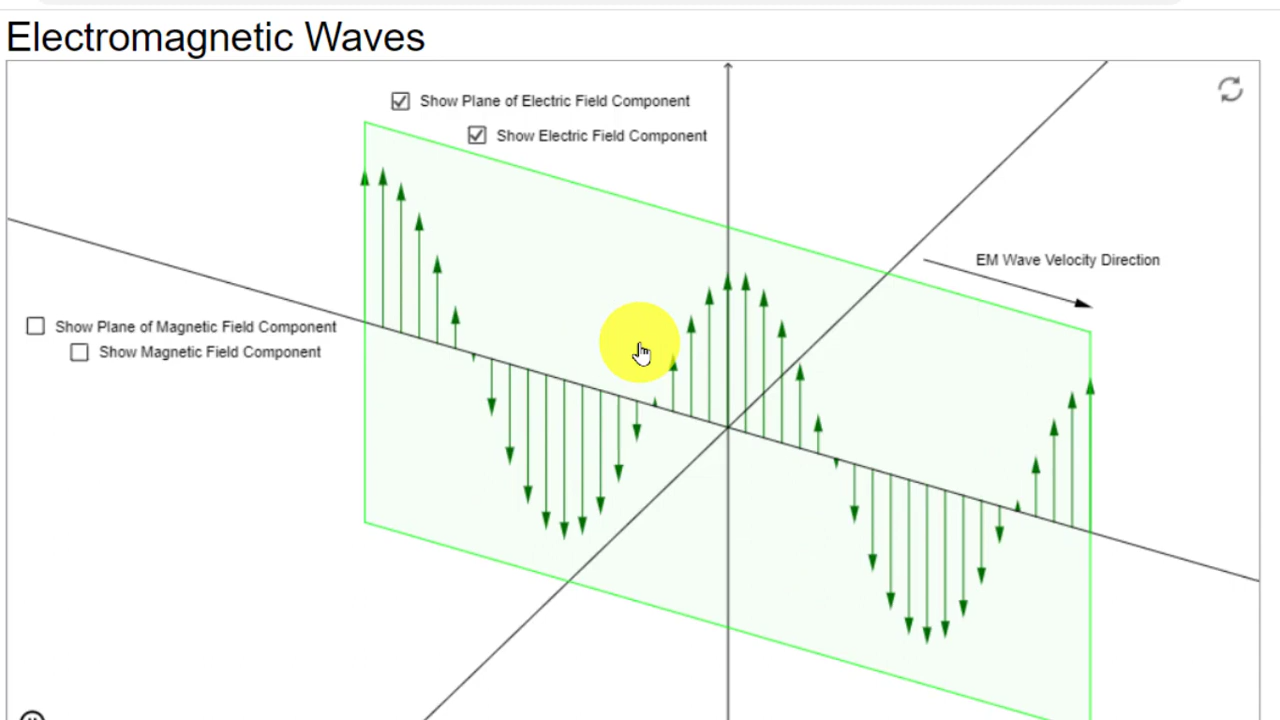 Electromagnetic Waves
Show Plane of Electric Field Component
Show Electric Field Component
EM Wave Velocity Direction
Show Plane of Magnetic Field Component
Show Magnetic Field Component